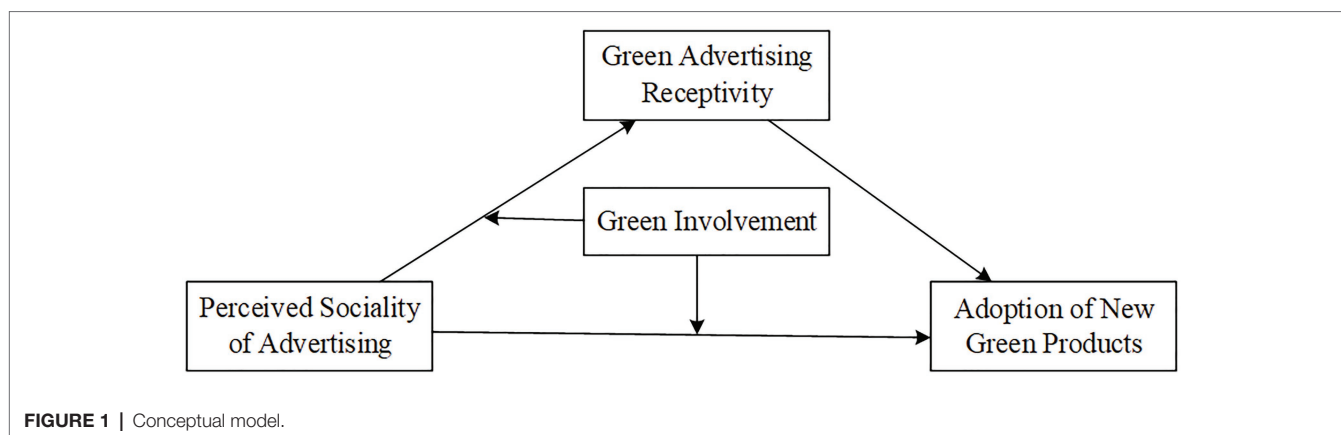 Green Advertising
Receptivity
Green Involvement
Perceived Sociality
of Advertising
Adoption of New
Green Products
FIGURE 1 | Conceptual model.